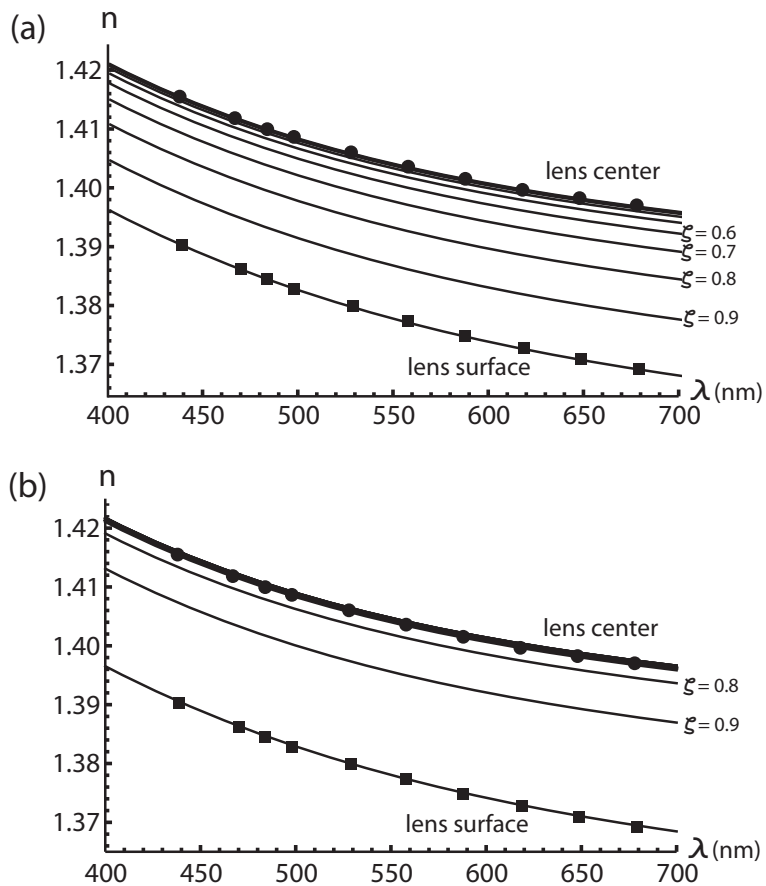 (a)
n
1.42
1.41
1.40
1.39
1.38
1.37
lens center
ζ = 0.6
ζ = 0.7
ζ = 0.8
ζ = 0.9
lens surface
λ (nm)
400 450 500 550 600 650 700
(b)
n
1.42
1.41
1.40
1.39
1.38
1.37
lens center
ζ = 0.8
ζ = 0.9
lens surface
λ (nm)
400 450 500 550 600 650 700